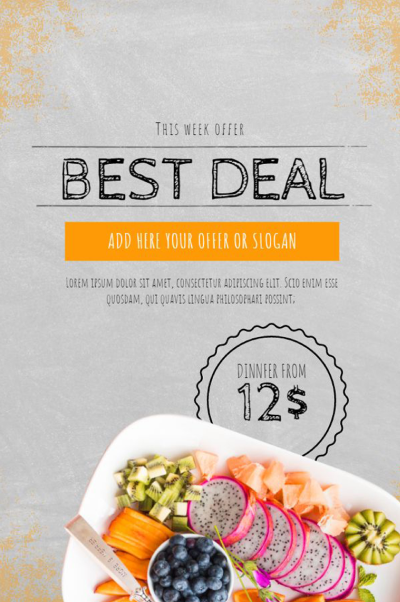 This week offer
BEST DEAL
ADD HERE YOUR OFFER OR SLOGAN
Lorem ipsum dolor sit amet, consectetur adipiscing elit. Scio enim esse
quosdam, qui quavis lingua philosophari possint;
DINNER FROM
12$